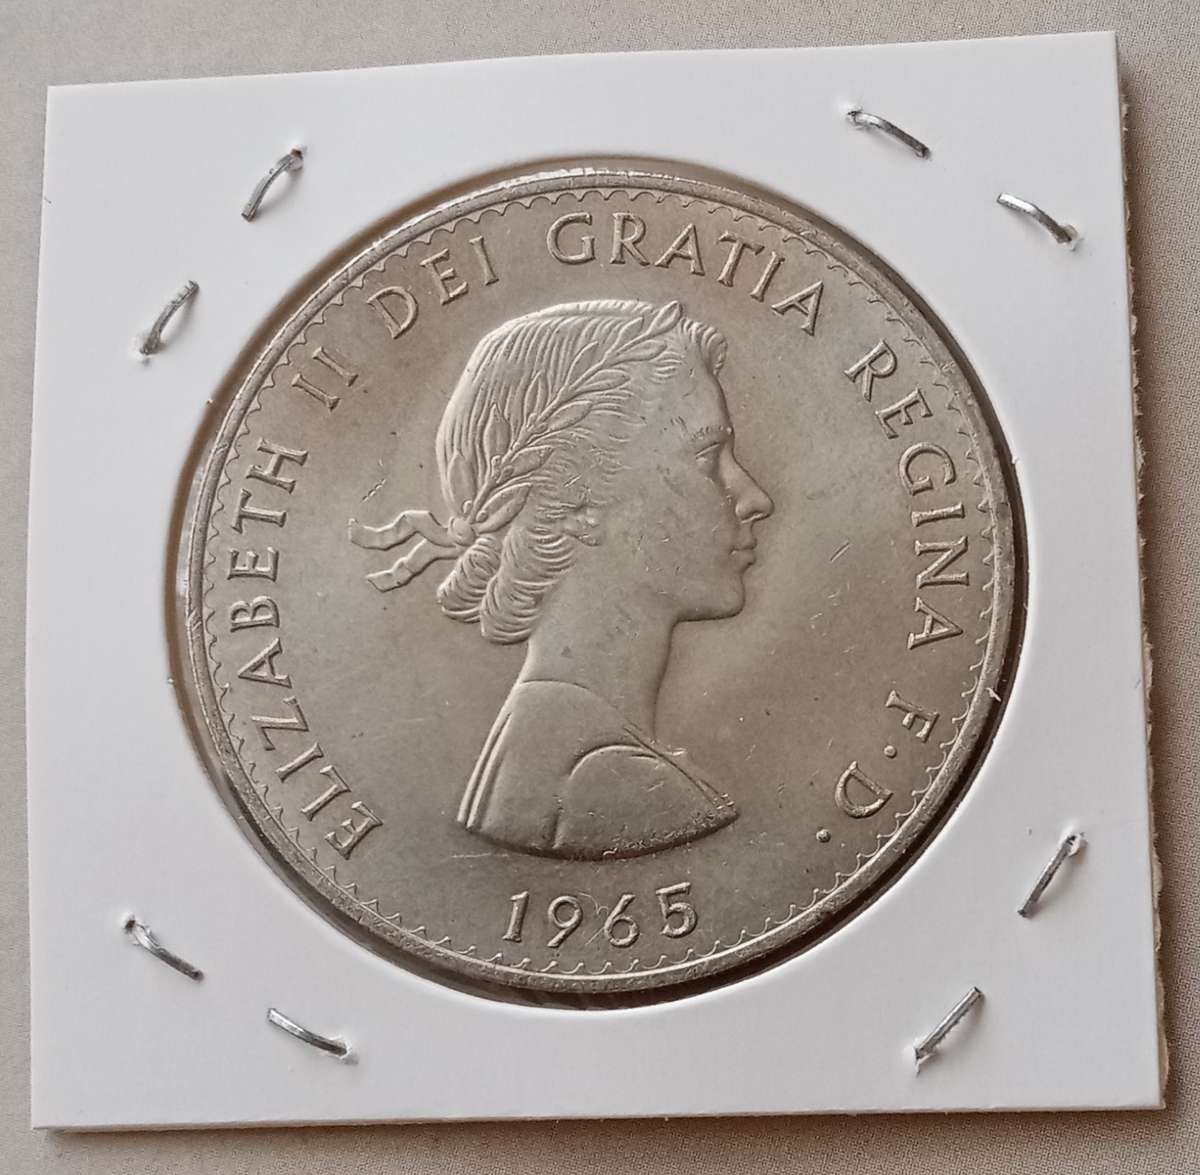 ELIZABETH II DEI GRATIA REGINA F. D.
1965